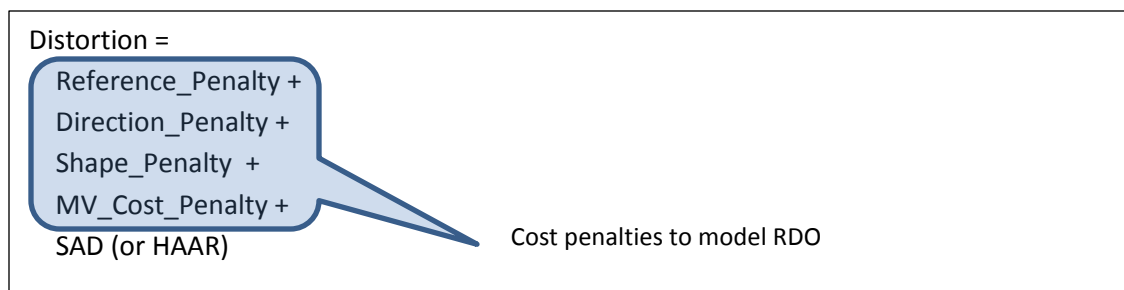 Distortion =
Reference_Penalty +
Direction_Penalty +
Shape_Penalty +
MV_Cost_Penalty +
SAD (or HAAR)
Cost penalties to model RDO